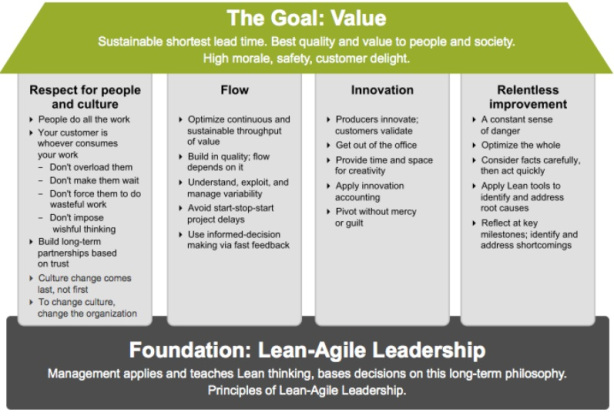 The Goal: Value
Sustainable shortest lead time. Best quality and value to people and society.
High morale, safety, customer delight.
Respect for people
and culture
People do all the work
Your customer is
whoever consumes
your work
- Don't overload them
- Don't make them wait
- Don't force them to do
wasteful work
- Don't impose
wishful thinking
Build long-term
partnerships based
on trust
Culture change comes
last, not first
To change culture,
change the organization
Flow
Optimize continuous and
sustainable throughput
of value
Build in quality; flow
depends on it
Understand, exploit, and
manage variability
Avoid start-stop-start
project delays
Use informed-decision
making via fast feedback
Innovation
Producers innovate;
customers validate
Get out of the office
Provide time and space
for creativity
Apply innovation
accounting
Pivot without mercy
or guilt
Relentless
improvement
A constant sense
of danger
Optimize the whole
Consider facts carefully,
then act quickly
Apply Lean tools to
identify and address
root causes
Reflect at key
milestones; identify and
address shortcomings
Foundation: Lean-Agile Leadership
Management applies and teaches Lean thinking, bases decisions on this long-term philosophy.
Principles of Lean-Agile Leadership.